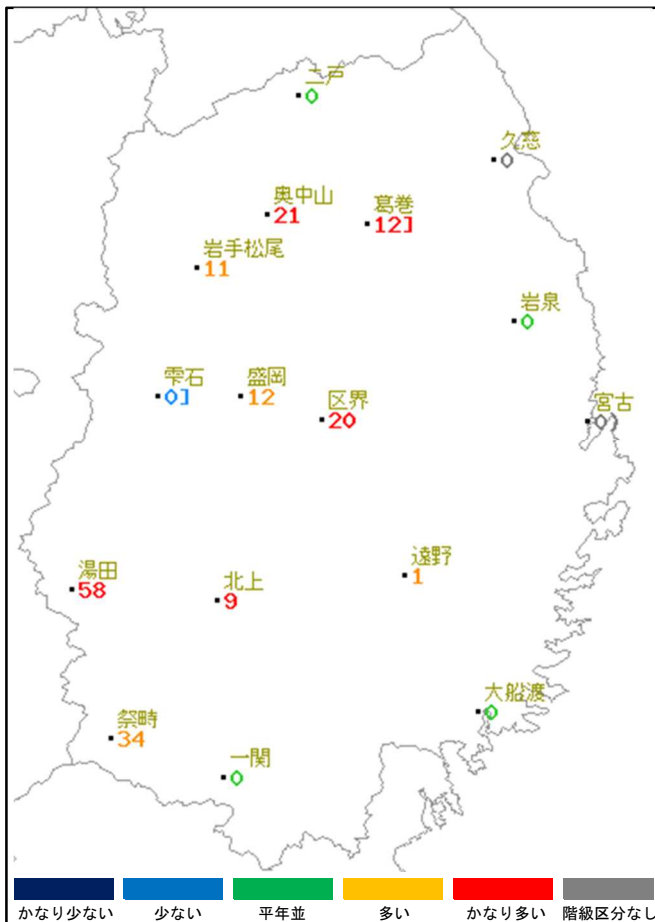 二戸
0
久慈
0
奥中山
21
葛巻
12]
岩手松尾
11
岩泉
0
雫石
0]
盛岡
12
区界
20
宮古
0)
湯田
58
北上
9
遠野
1
大船渡
0
祭畤
34
一関
0
かなり少ない 少ない 平年並 多い かなり多い 階級区分なし